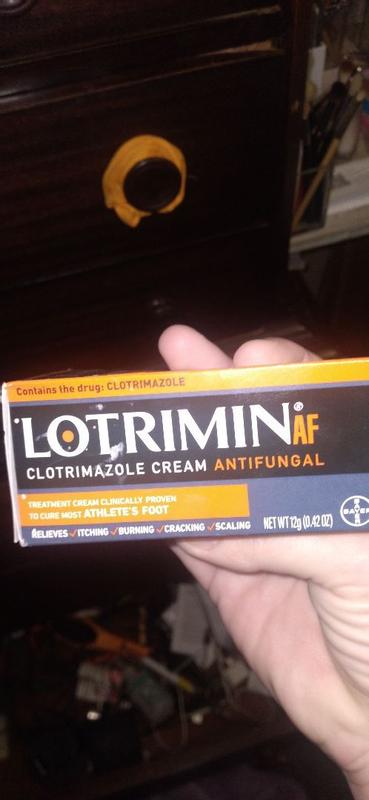 Contains the drug: CLOTRIMAZOLE
LOTRIMIN® AF
CLOTRIMAZOLE CREAM ANTIFUNGAL
TREATMENT CREAM CLINICALLY PROVEN
TO CURE MOST ATHLETE'S FOOT
RELIEVES ✓ITCHING ✓BURNING ✓CRACKING ✓SCALING
NET WT 12g (0.42 OZ)
BAYER